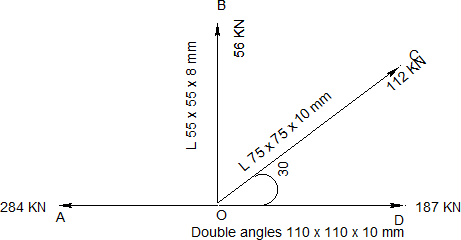 B
56 KN
L 55 x 55 x 8 mm
C
112 KN
L 75 x 75 x 10 mm
30
284 KN
A
O
D
187 KN
Double angles 110 x 110 x 10 mm